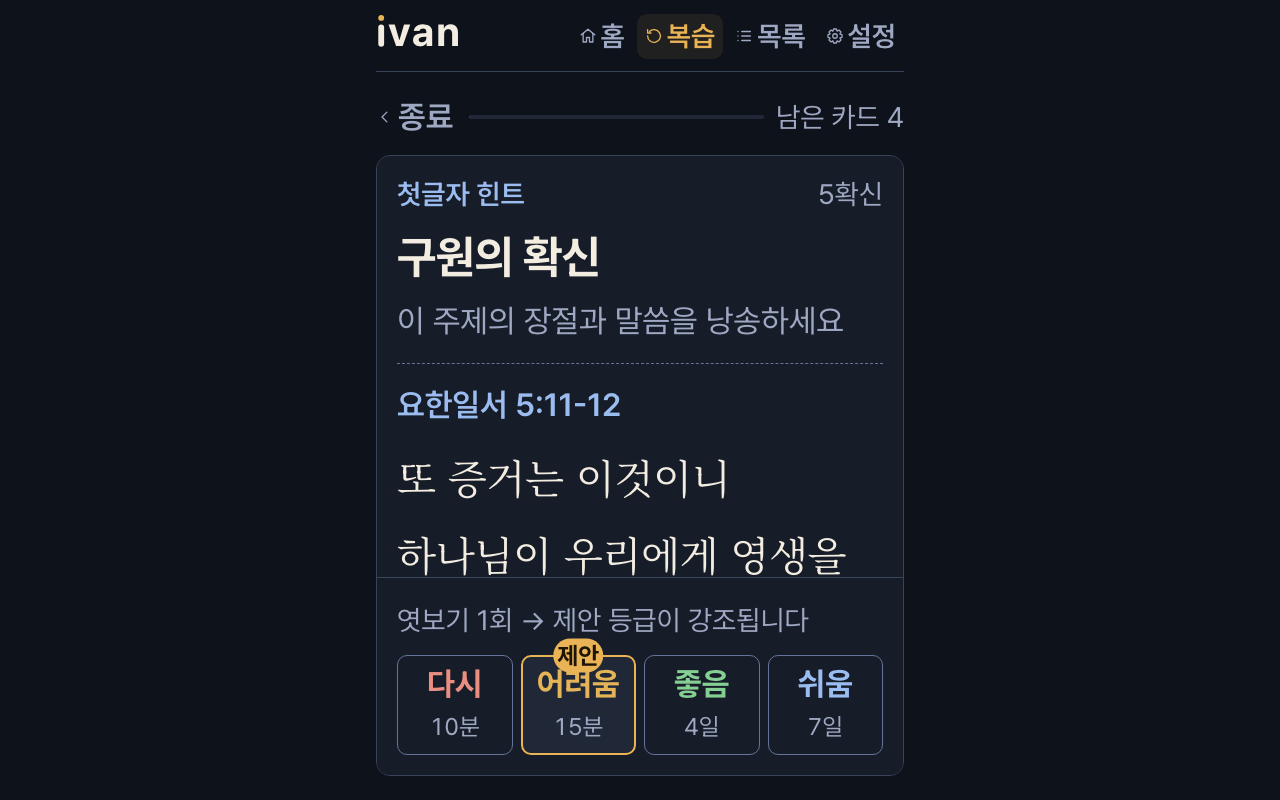 ivan 홈 복습 목록 설정
종료 남은 카드 4
첫글자 힌트 5확신
구원의 확신
이 주제의 장절과 말씀을 낭송하세요
요한일서 5:11-12
또 증거는 이것이니
하나님이 우리에게 영생을
엿보기 1회 → 제안 등급이 강조됩니다
제안
다시 어려움 좋음 쉬움
10분 15분 4일 7일